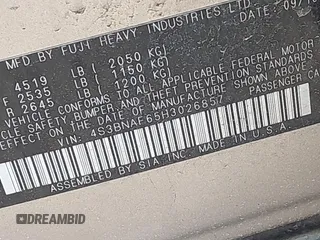 MFD BY FUJI HEAVY INDUSTRIES LTD. DATE: 09/1
4519 LB ( 2050 KG)
F 2535 LB ( 1150 KG)
R 2645 LB ( 1200 KG)
CLE CONFORMS TO ALL APPLICABLE FEDERAL MOTOR
LE SAFETY, BUMPER, AND THEFT PREVENTION STANDARDS
EFFECT ON THE DATE OF MANUFACTURE SHOWN ABOVE.
VIN: 4S3BNAF65H3026857 PASSENGER CA
ASSEMBLED BY S.I.A. INC. MADE IN U.S.A.
DREAMBID